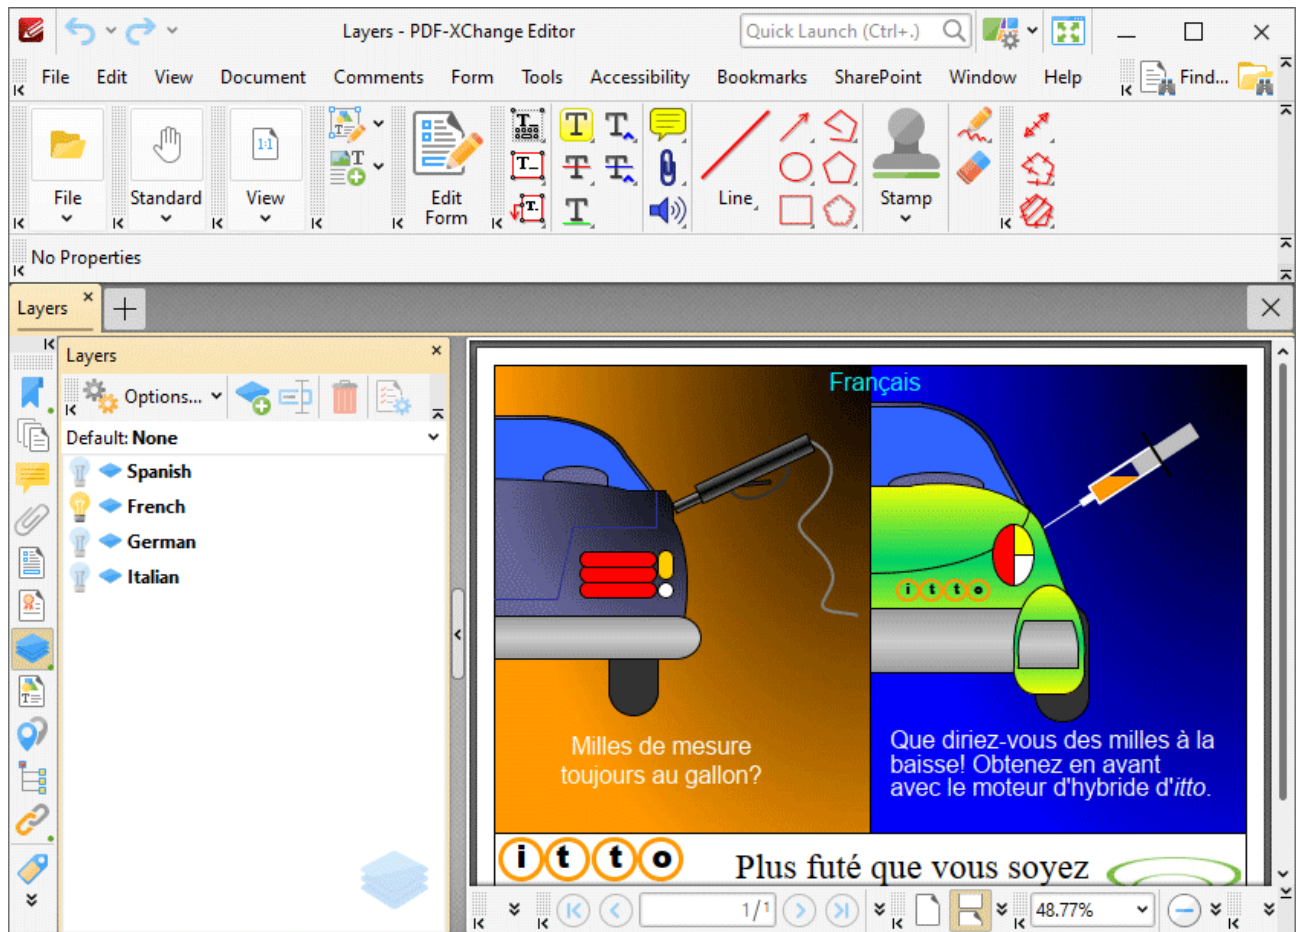 Layers - PDF-XChange Editor
Quick Launch (Ctrl+.)
File Edit View Document Comments Form Tools Accessibility Bookmarks SharePoint Window Help
Find...
1:1
File
Standard
View
Edit
Form
Line
Stamp
No Properties
Layers
Layers
Options...
Default: None
Spanish
French
German
Italian
Français
itto
Milles de mesure
toujours au gallon?
Que diriez-vous des milles à la
baisse! Obtenez en avant
avec le moteur d'hybride d'itto.
itto
Plus futé que vous soyez
1/1
48.77%